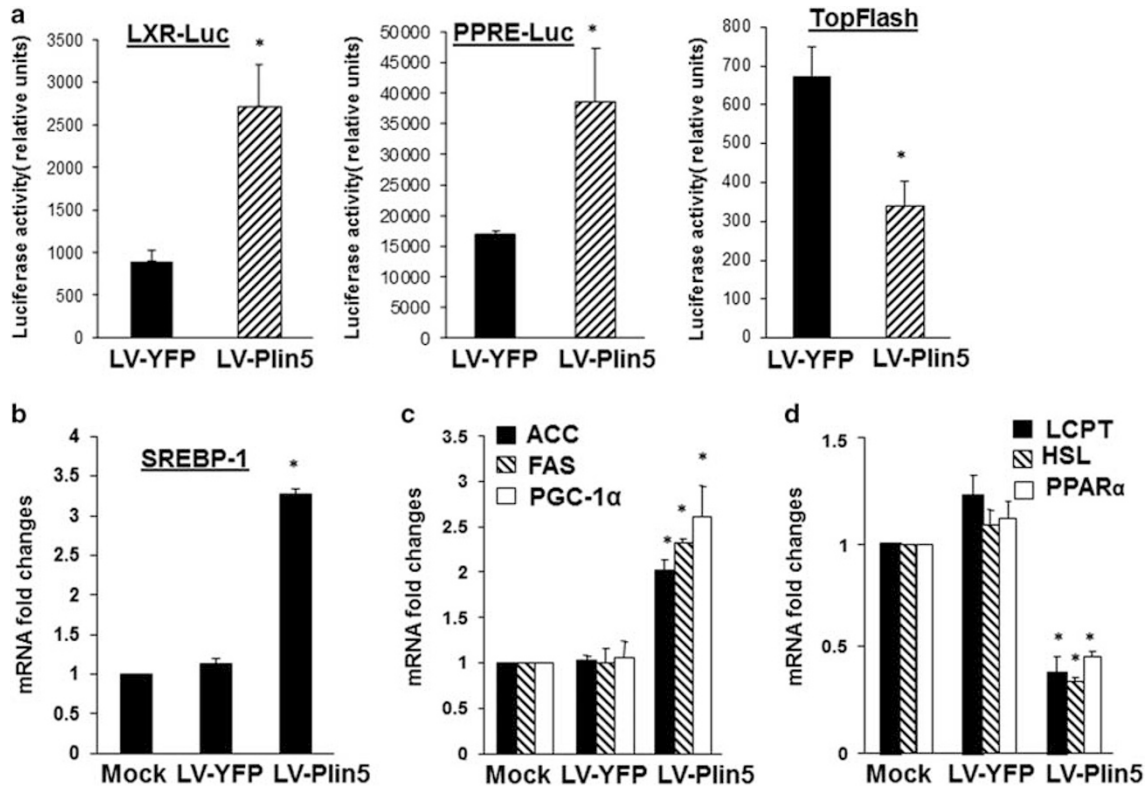 a
LXR-Luc
Luciferase activity( relative units)
3500
3000
2500
2000
1500
1000
500
0
*
LV-YFP LV-Plin5
PPRE-Luc
Luciferase activity( relative units)
50000
45000
40000
35000
30000
25000
20000
15000
10000
5000
0
*
LV-YFP LV-Plin5
TopFlash
Luciferase activity( relative units)
800
700
600
500
400
300
200
100
0
*
LV-YFP LV-Plin5
b
SREBP-1
mRNA fold changes
4
3.5
3
2.5
2
1.5
1
0.5
0
*
Mock LV-YFP LV-Plin5
c
ACC
FAS
PGC-1α
mRNA fold changes
3.5
3
2.5
2
1.5
1
0.5
0
* * *
Mock LV-YFP LV-Plin5
d
LCPT
HSL
PPARα
mRNA fold changes
1.5
1
0.5
0
* * *
Mock LV-YFP LV-Plin5